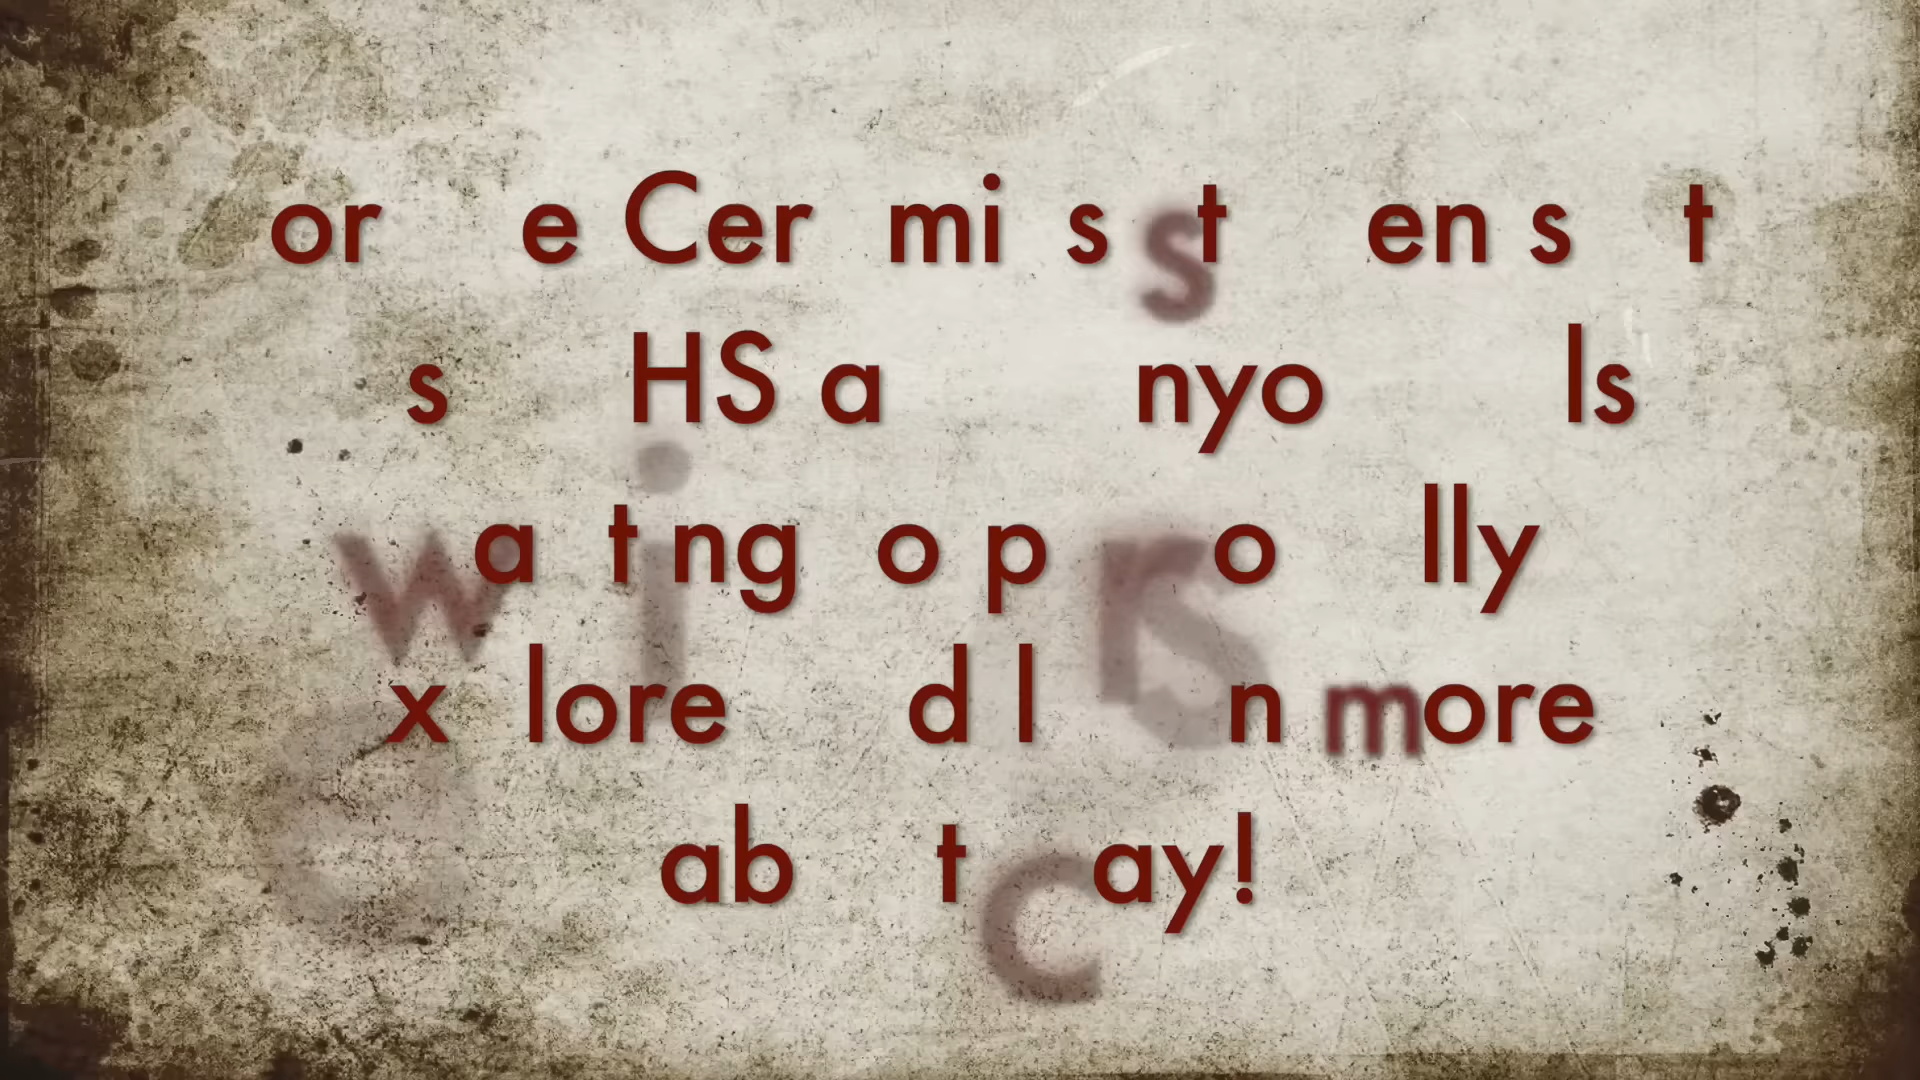 or e Cer mi s s t en s t
s HS a nyo ls
w a t i ng o p r s o lly
x lore d l n more
ab t c ay!